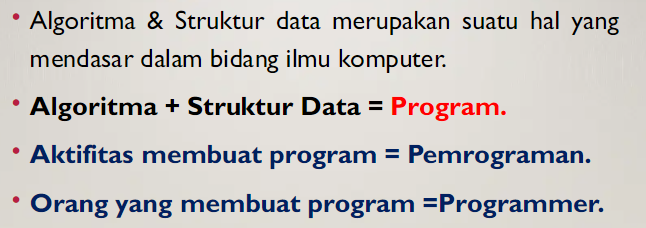 • Algoritma & Struktur data merupakan suatu hal yang
mendasar dalam bidang ilmu komputer.
• Algoritma + Struktur Data = Program.
• Aktifitas membuat program = Pemrograman.
• Orang yang membuat program =Programmer.